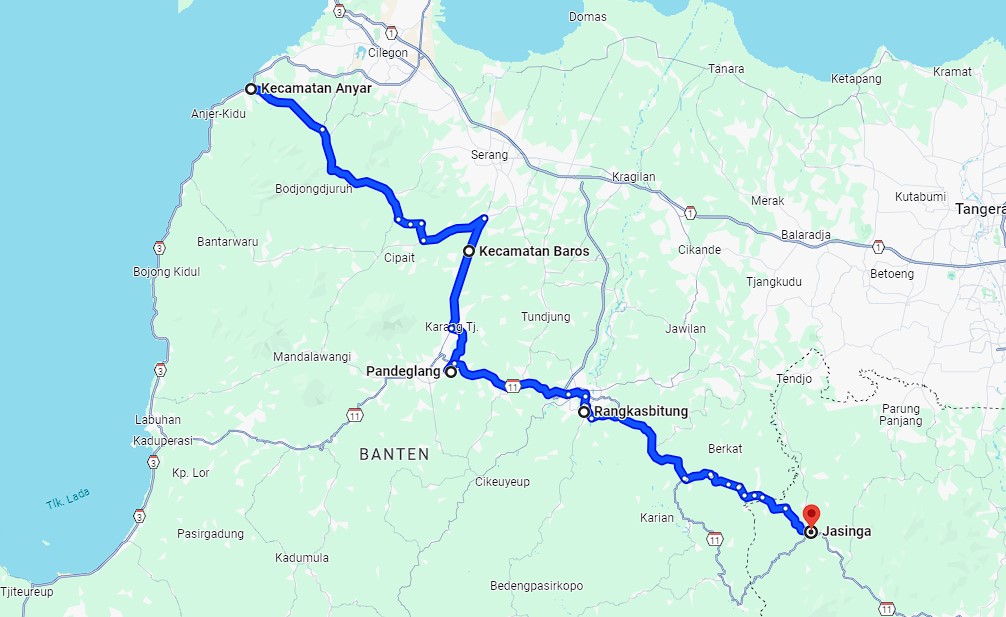 Domas
3
1
Cilegon
Tanara
Ketapang
Kramat
Kecamatan Anyar
Anjer-Kidu
Serang
Kragilan
Bodjongdjuruh
Merak
Kutabumi
Tangera
1
Balaradja
1
Bantarwaru
3
Cipait
Kecamatan Baros
Cikande
Bojong Kidul
Betoeng
Tjangkudu
Tundjung
Karang Tj.
Jawilan
Mandalawangi
3
Pandeglang
11
Tendjo
Rangkasbitung
Parung
Panjang
11
Labuhan
Kaduperasi
BANTEN
Berkat
3
Kp. Lor
Cikeuyeup
Tlk. Lada
3
Karian
Pasirgadung
11
Jasinga
Kadumula
Bedengpasirkopo
Tjiteureup
11